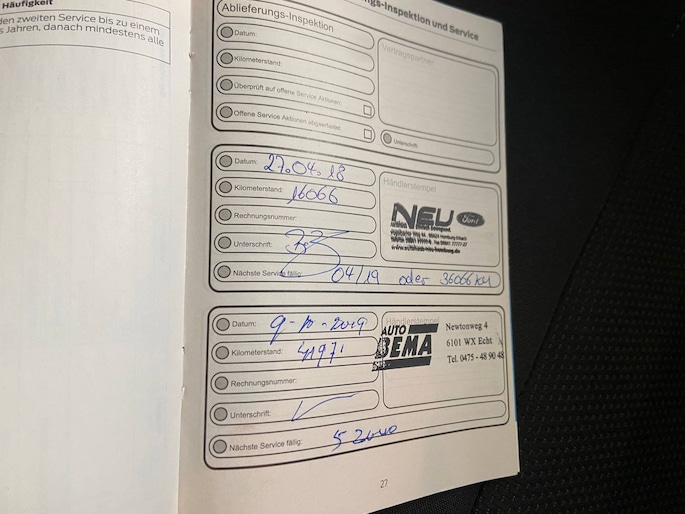 Häufigkeit
den zweiten Service bis zu einem
Jahren, danach mindestens alle
-Inspektion und Service
Ablieferungs-Inspektion
Datum:
Kilometerstand:
Überprüft auf offene Service Aktionen:
Offene Service Aktionen abgearbeitet:
Vertragspartner
Unterschrift:
Datum: 27.04.18
Kilometerstand: 16066
Rechnungsnummer:
Unterschrift:
Nächste Service fällig: 04/19 oder 36066 km
Händlerstempel
NEU Ford
Datum: 9-10-2019
Kilometerstand: 41971
Rechnungsnummer:
Unterschrift:
Nächste Service fällig:
Händlerstempel
AUTO
BEMA
Newtonweg 4
6101 WX Echt
Tel. 0475-48 90 48
27